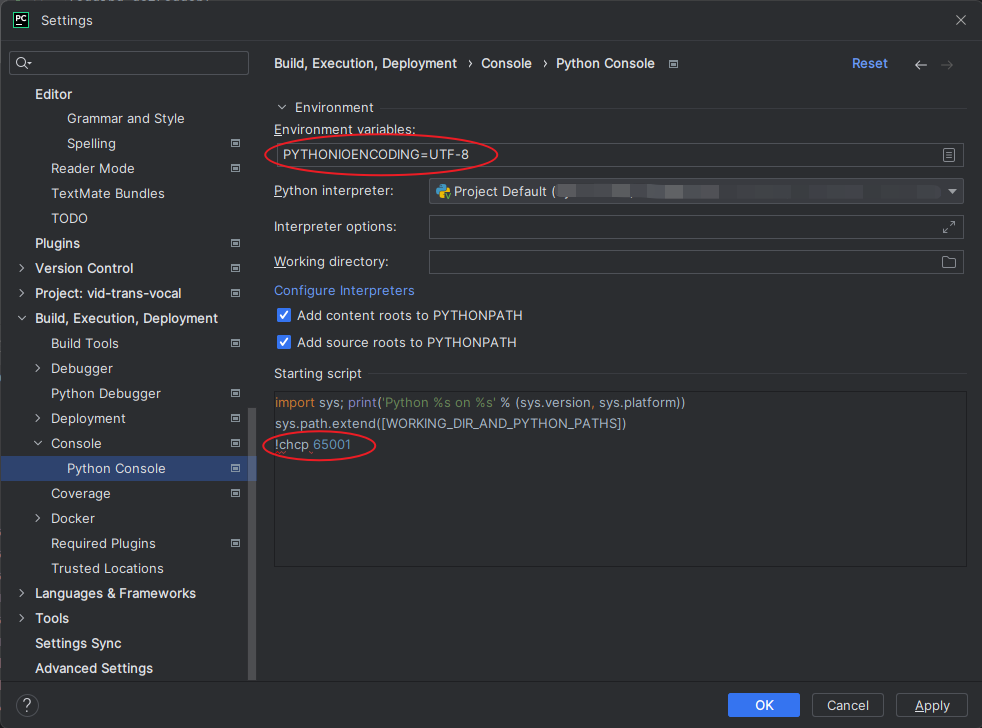 PC Settings
Build, Execution, Deployment › Console › Python Console Reset
Editor
Grammar and Style
Spelling
Reader Mode
TextMate Bundles
TODO
Plugins
Version Control
Project: vid-trans-vocal
Build, Execution, Deployment
Build Tools
Debugger
Python Debugger
Deployment
Console
Python Console
Coverage
Docker
Required Plugins
Trusted Locations
Languages & Frameworks
Tools
Settings Sync
Advanced Settings
Environment
Environment variables:
PYTHONIOENCODING=UTF-8
Python interpreter: Project Default (
Interpreter options:
Working directory:
Configure Interpreters
Add content roots to PYTHONPATH
Add source roots to PYTHONPATH
Starting script
import sys; print('Python %s on %s' % (sys.version, sys.platform))
sys.path.extend([WORKING_DIR_AND_PYTHON_PATHS])
!chcp 65001
? OK Cancel Apply